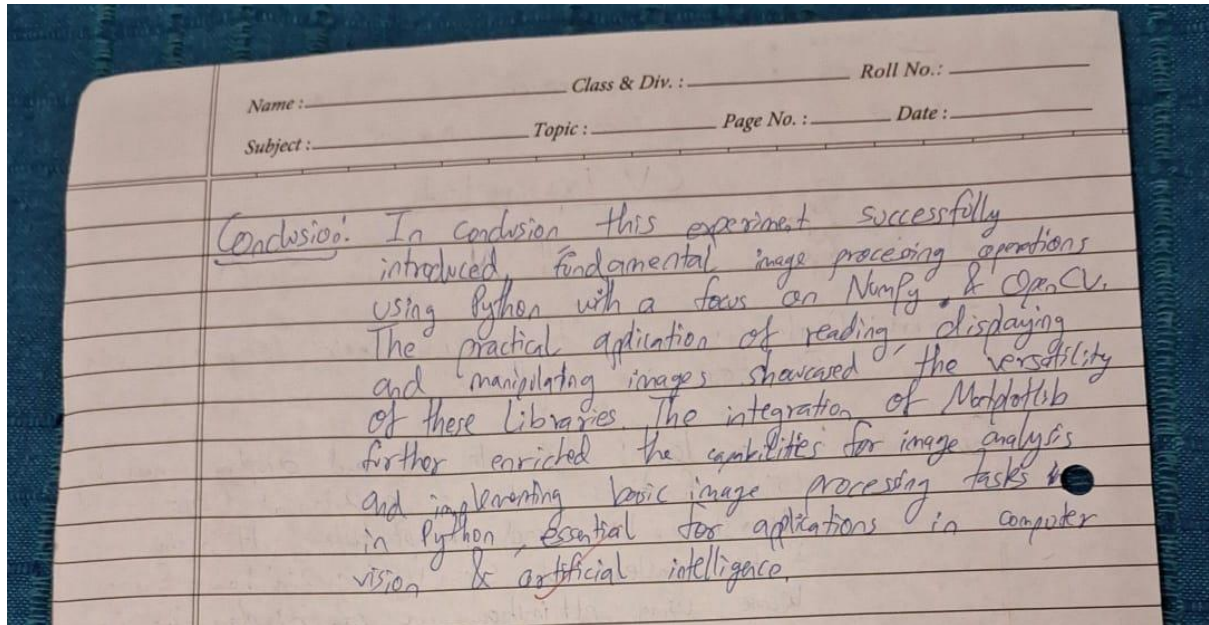 Name : Class & Div. : Roll No.:
Subject : Topic : Page No. : Date :
Conclusion: In conclusion this experiment successfully
introduced, fundamental image processing operations
using Python with a focus on NumPy & OpenCV.
The practical application of reading, displaying
and manipulating images showcased the versatility
of these libraries. The integration of Matplotlib
further enriched the capabilities for image analysis
and implementing basic image processing tasks
in Python, essential for applications in computer
vision & artificial intelligence.